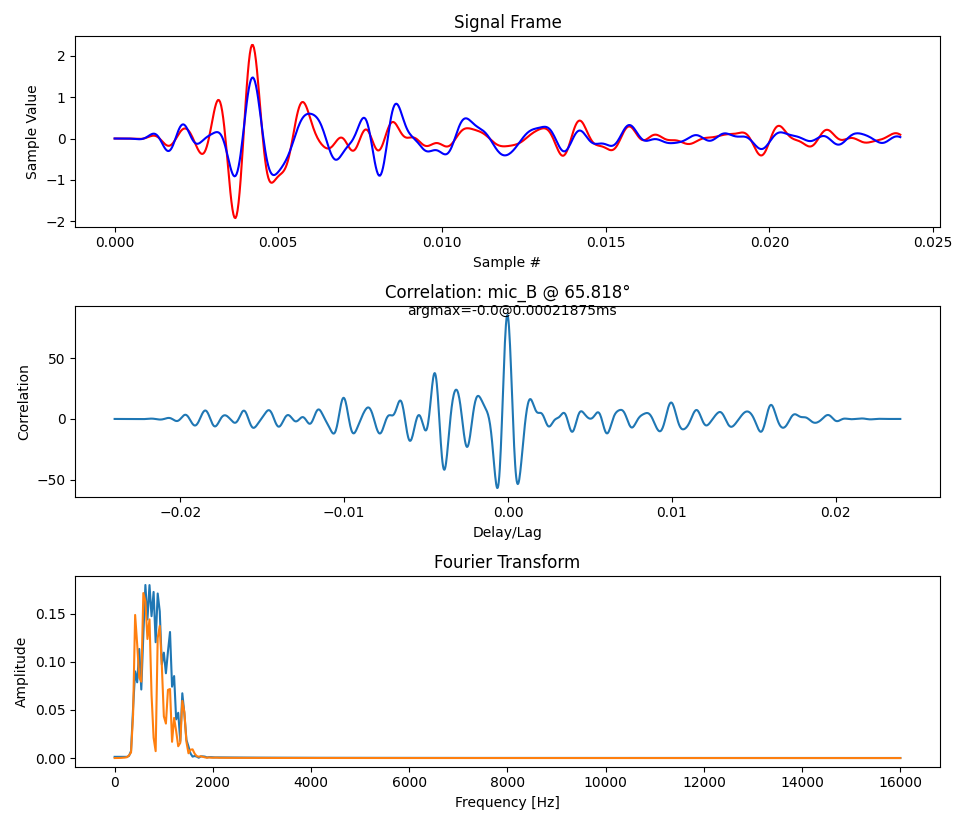 Signal Frame
Sample Value
2
1
0
−1
−2
0.000 0.005 0.010 0.015 0.020 0.025
Sample #
Correlation: mic_B @ 65.818°
argmax=-0.0@0.00021875ms
Correlation
50
0
−50
−0.02 −0.01 0.00 0.01 0.02
Delay/Lag
Fourier Transform
Amplitude
0.15
0.10
0.05
0.00
0 2000 4000 6000 8000 10000 12000 14000 16000
Frequency [Hz]